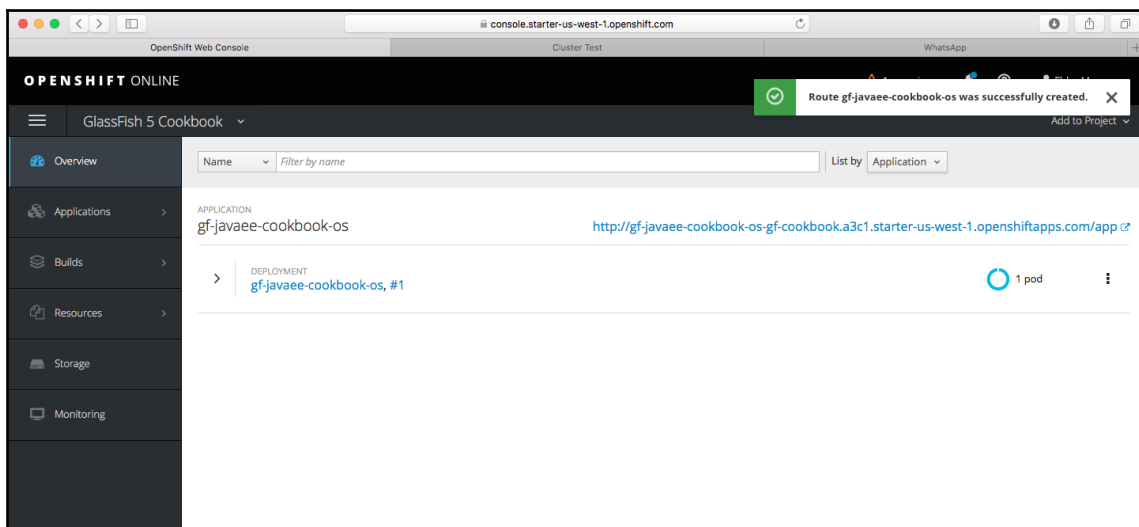 console.starter-us-west-1.openshift.com
OpenShift Web Console
Cluster Test
WhatsApp
OPENSHIFT ONLINE
Route gf-javaee-cookbook-os was successfully created.
GlassFish 5 Cookbook
Add to Project
Overview
Name
Filter by name
List by
Application
Applications
APPLICATION
gf-javaee-cookbook-os
http://gf-javaee-cookbook-os-gf-cookbook.a3c1.starter-us-west-1.openshiftapps.com/app
Builds
DEPLOYMENT
gf-javaee-cookbook-os, #1
1 pod
Resources
Storage
Monitoring